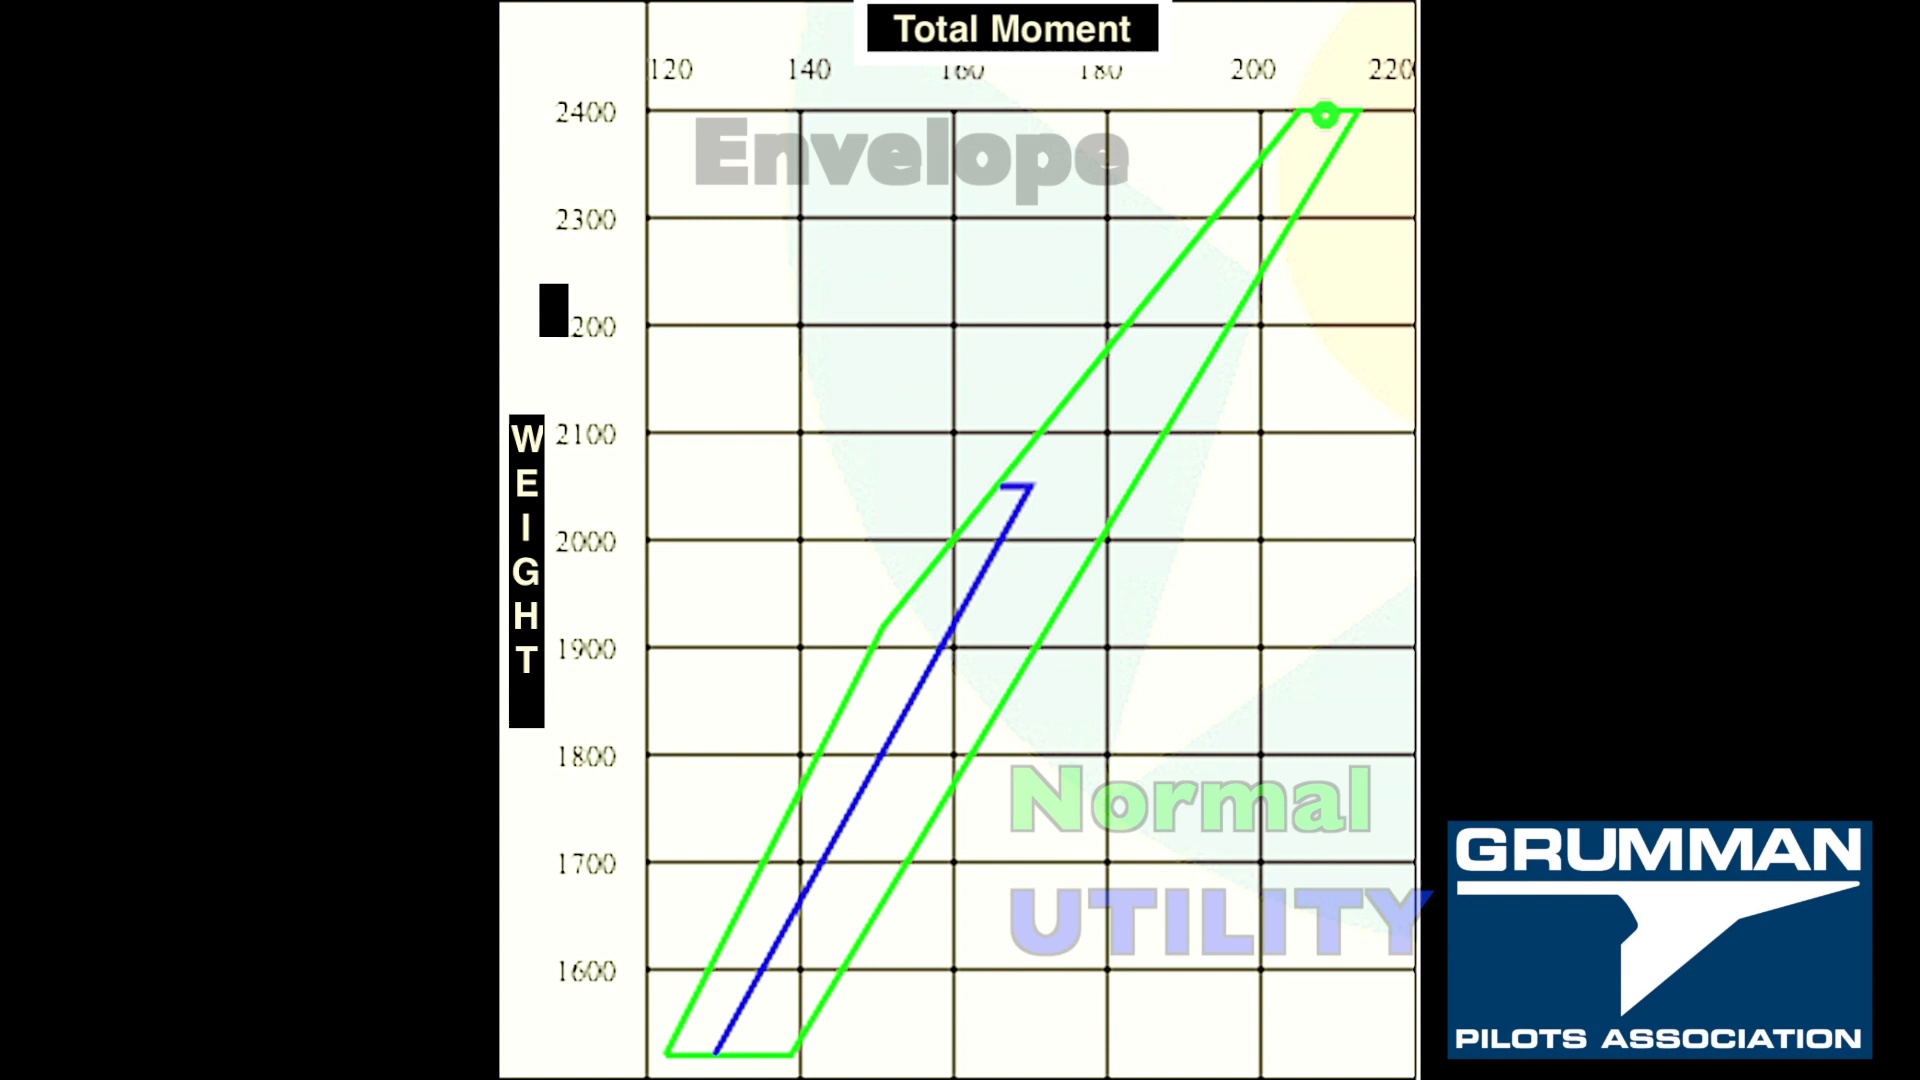 Total Moment
120 140 160 180 200 220
2400
Envelope
2300
200
WEIGHT
2100
2000
1900
1800
Normal
1700
UTILITY
1600
GRUMMAN
PILOTS ASSOCIATION